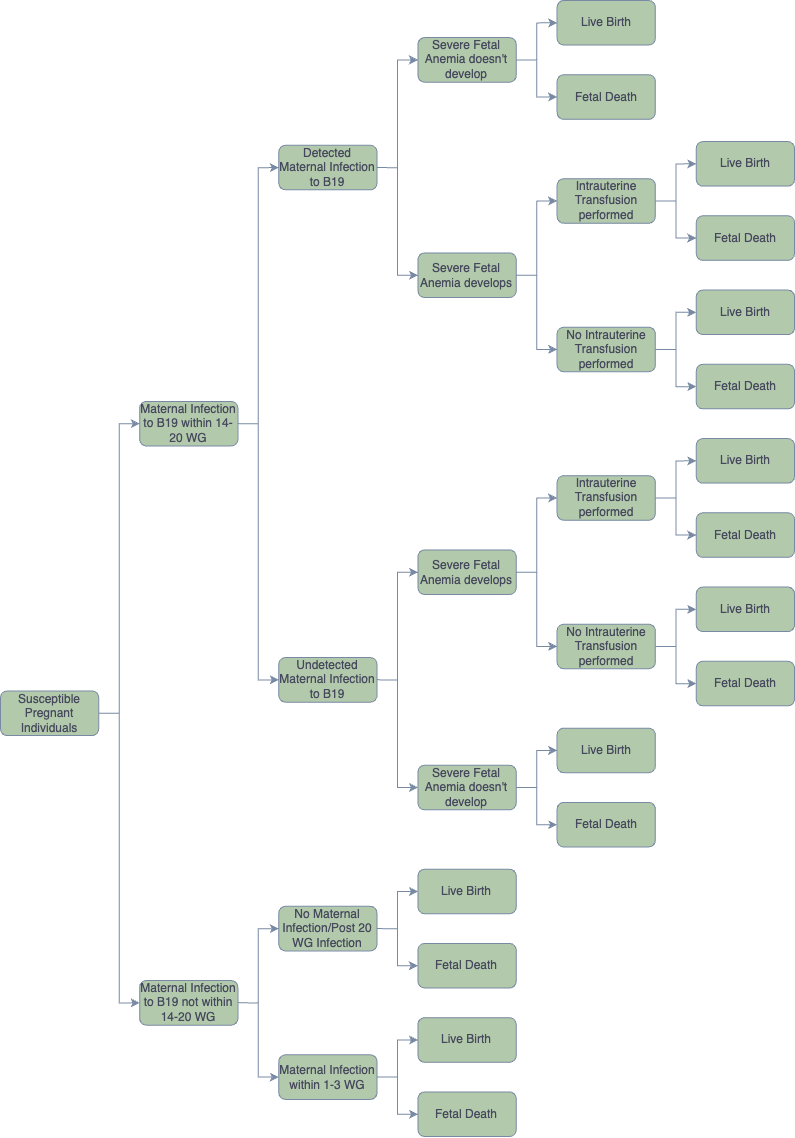 Live Birth
Severe Fetal
Anemia doesn't
develop
Fetal Death
Detected
Maternal Infection
to B19
Live Birth
Intrauterine
Transfusion
performed
Fetal Death
Severe Fetal
Anemia develops
Live Birth
No Intrauterine
Transfusion
performed
Fetal Death
Maternal Infection
to B19 within 14-
20 WG
Live Birth
Intrauterine
Transfusion
performed
Fetal Death
Severe Fetal
Anemia develops
Live Birth
No Intrauterine
Transfusion
performed
Fetal Death
Undetected
Maternal Infection
to B19
Susceptible
Pregnant
Individuals
Live Birth
Severe Fetal
Anemia doesn't
develop
Fetal Death
Live Birth
No Maternal
Infection/Post 20
WG Infection
Fetal Death
Maternal Infection
to B19 not within
14-20 WG
Live Birth
Maternal Infection
within 1-3 WG
Fetal Death